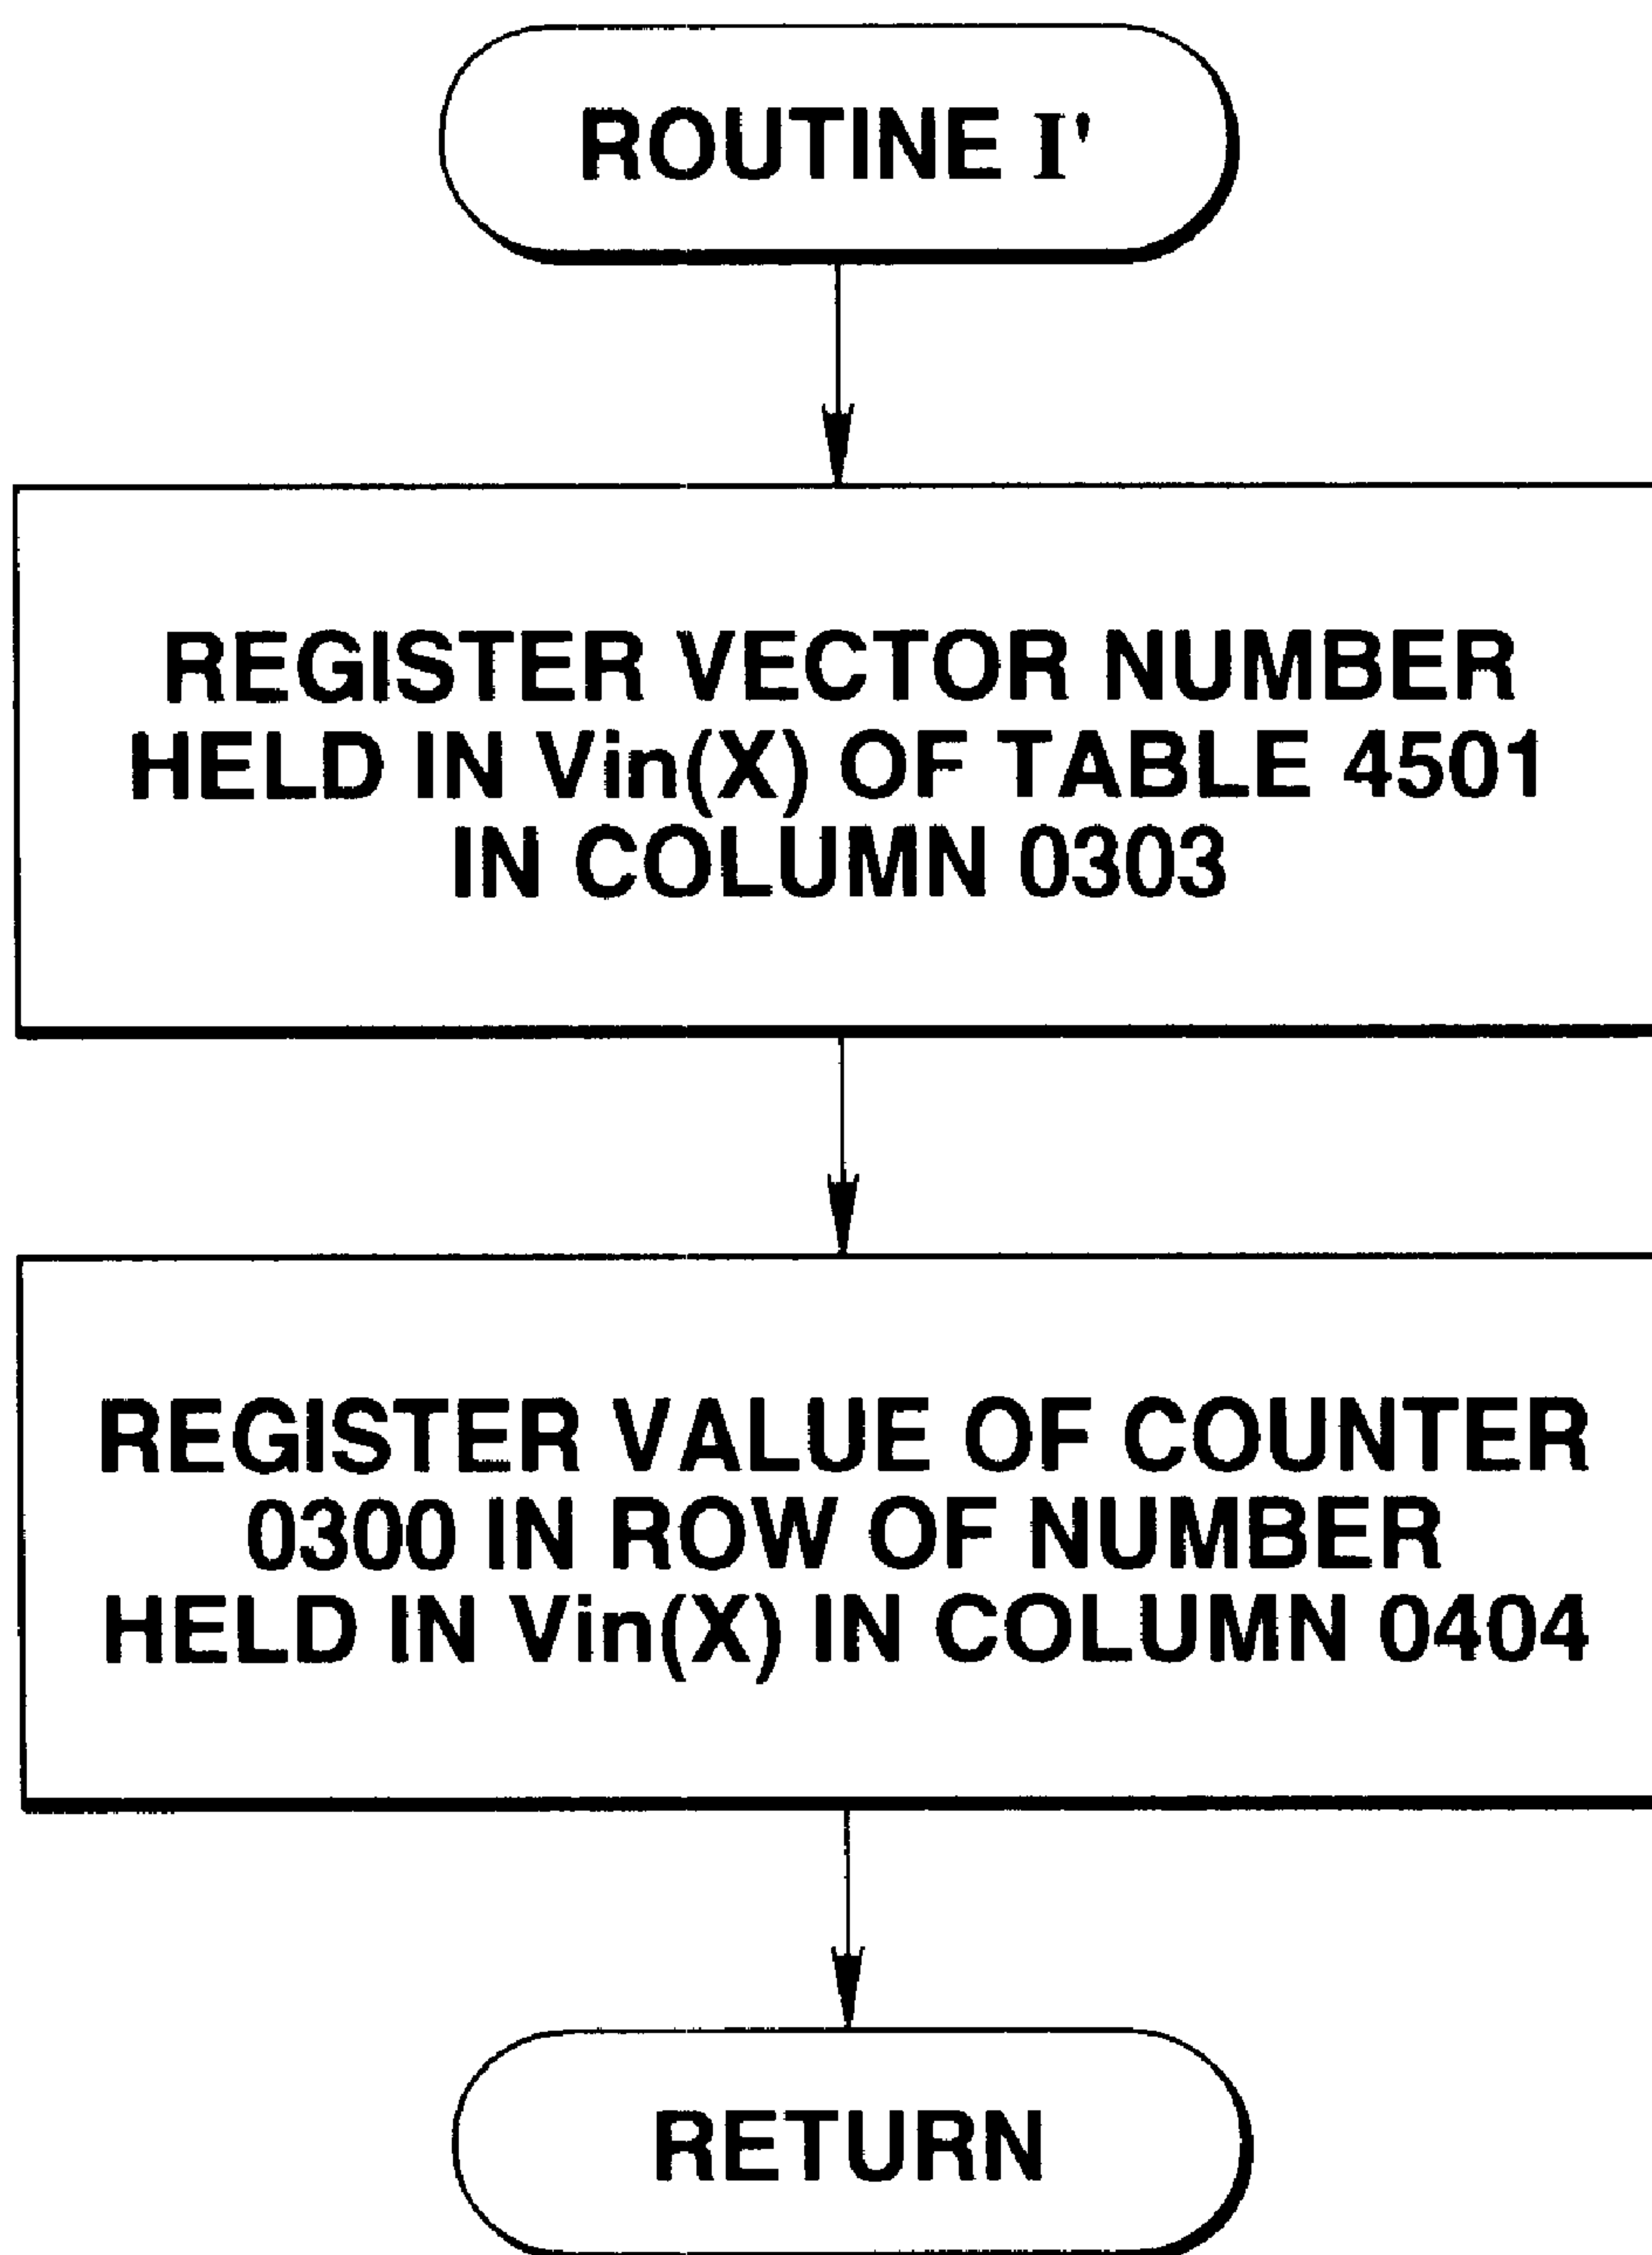 ROUTINE I'
REGISTER VECTOR NUMBER
HELD IN Vin(X) OF TABLE 4501
IN COLUMN 0303
REGISTER VALUE OF COUNTER
0300 IN ROW OF NUMBER
HELD IN Vin(X) IN COLUMN 0404
RETURN